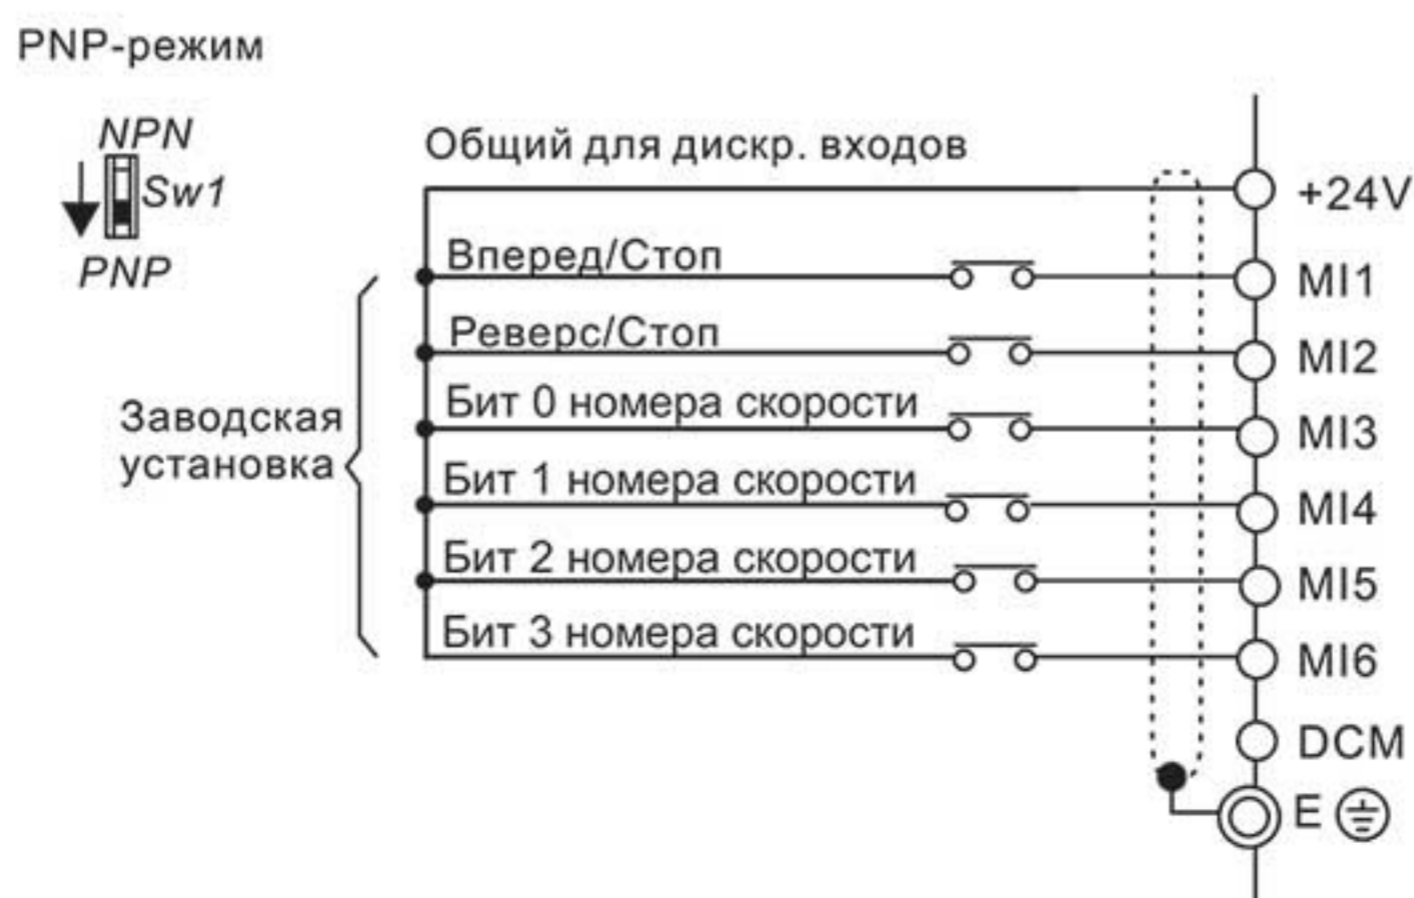 PNP-режим
NPN
Sw1
PNP
Общий для дискр. входов
+24V
Вперед/Стоп
MI1
Реверс/Стоп
MI2
Заводская
установка
Бит 0 номера скорости
MI3
Бит 1 номера скорости
MI4
Бит 2 номера скорости
MI5
Бит 3 номера скорости
MI6
DCM
E